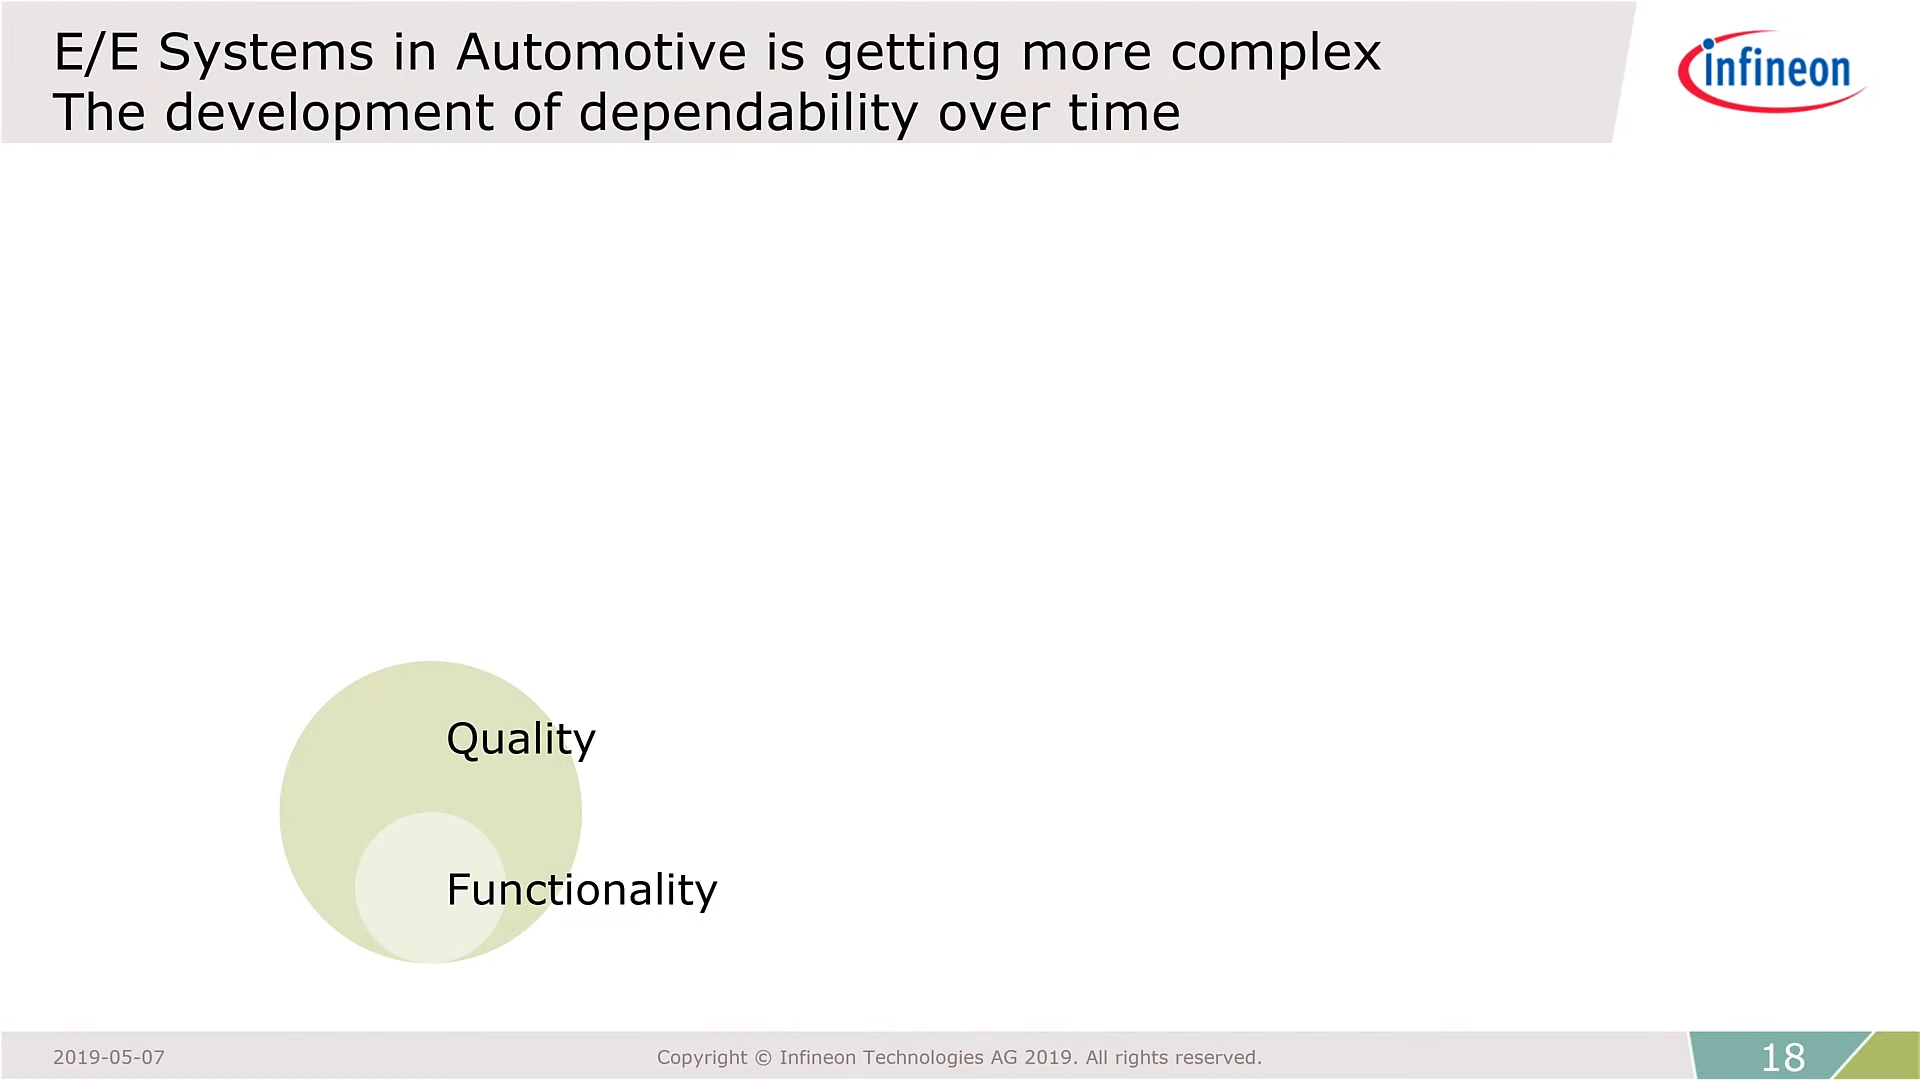 E/E Systems in Automotive is getting more complex
The development of dependability over time
infineon
Quality
Functionality
2019-05-07
Copyright © Infineon Technologies AG 2019. All rights reserved.
18